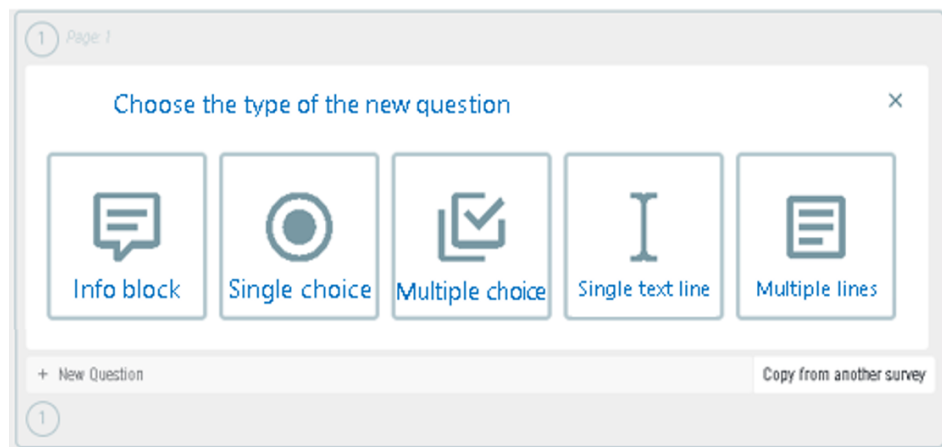 1 Page: 1
Choose the type of the new question
Info block
Single choice
Multiple choice
Single text line
Multiple lines
+ New Question
Copy from another survey
1